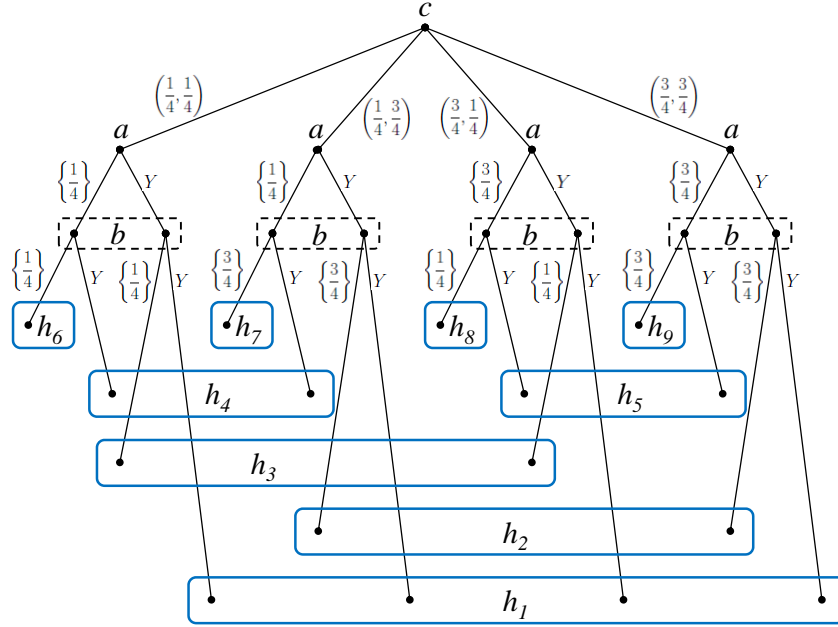 c
(1/4, 1/4)
(1/4, 3/4)
(3/4, 1/4)
(3/4, 3/4)
a a a a
{1/4} Y {1/4} Y {3/4} Y {3/4} Y
b b b b
{1/4} Y {1/4} Y {3/4} Y {3/4} Y {1/4} Y {1/4} Y {3/4} Y {3/4} Y
h₆ h₇ h₈ h₉
h₄ h₅
h₃
h₂
h₁